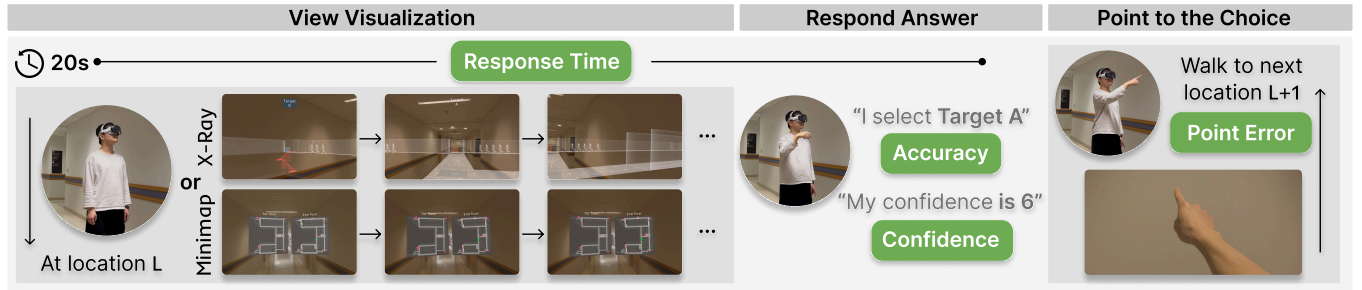 View Visualization
Respond Answer
Point to the Choice
20s
Response Time
X-Ray
or
Minimap
Target
...
...
At location L
“I select Target A”
Accuracy
“My confidence is 6”
Confidence
Walk to next
location L+1
Point Error